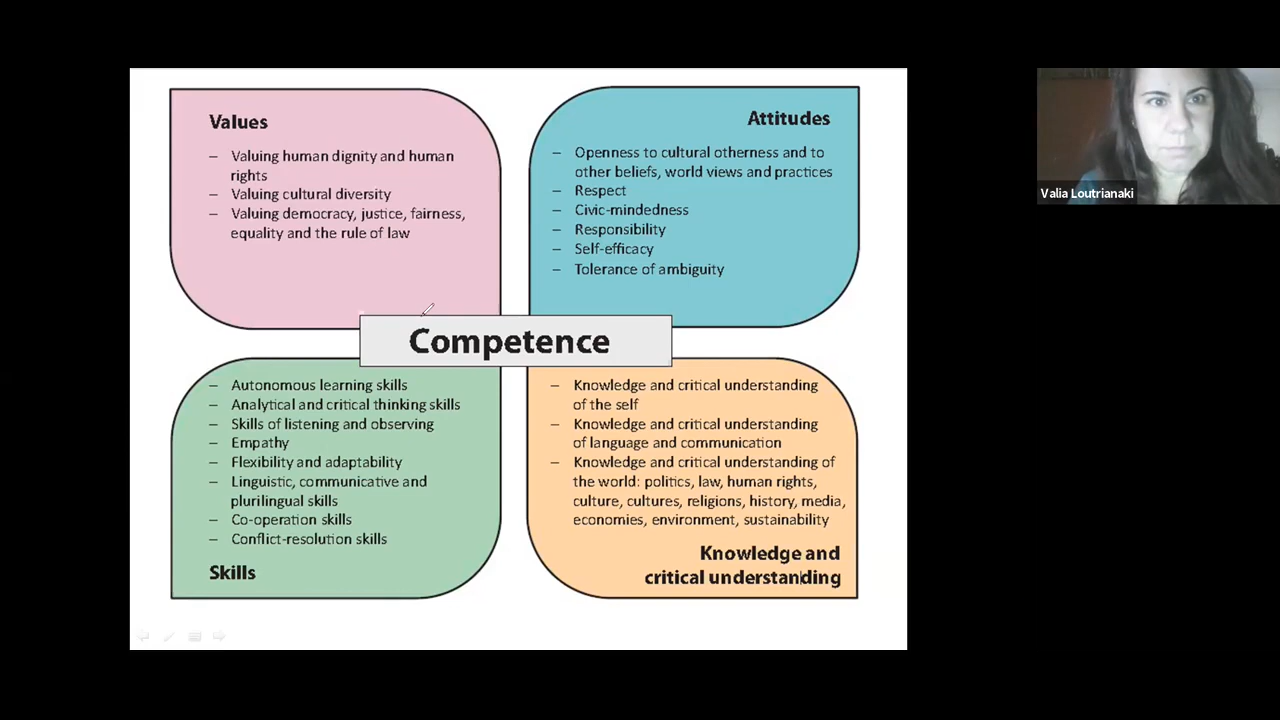 Values
– Valuing human dignity and human
rights
– Valuing cultural diversity
– Valuing democracy, justice, fairness,
equality and the rule of law
Attitudes
– Openness to cultural otherness and to
other beliefs, world views and practices
– Respect
– Civic-mindedness
– Responsibility
– Self-efficacy
– Tolerance of ambiguity
Competence
– Autonomous learning skills
– Analytical and critical thinking skills
– Skills of listening and observing
– Empathy
– Flexibility and adaptability
– Linguistic, communicative and
plurilingual skills
– Co-operation skills
– Conflict-resolution skills
Skills
– Knowledge and critical understanding
of the self
– Knowledge and critical understanding
of language and communication
– Knowledge and critical understanding of
the world: politics, law, human rights,
culture, cultures, religions, history, media,
economies, environment, sustainability
Knowledge and
critical understanding
Valia Loutrianaki